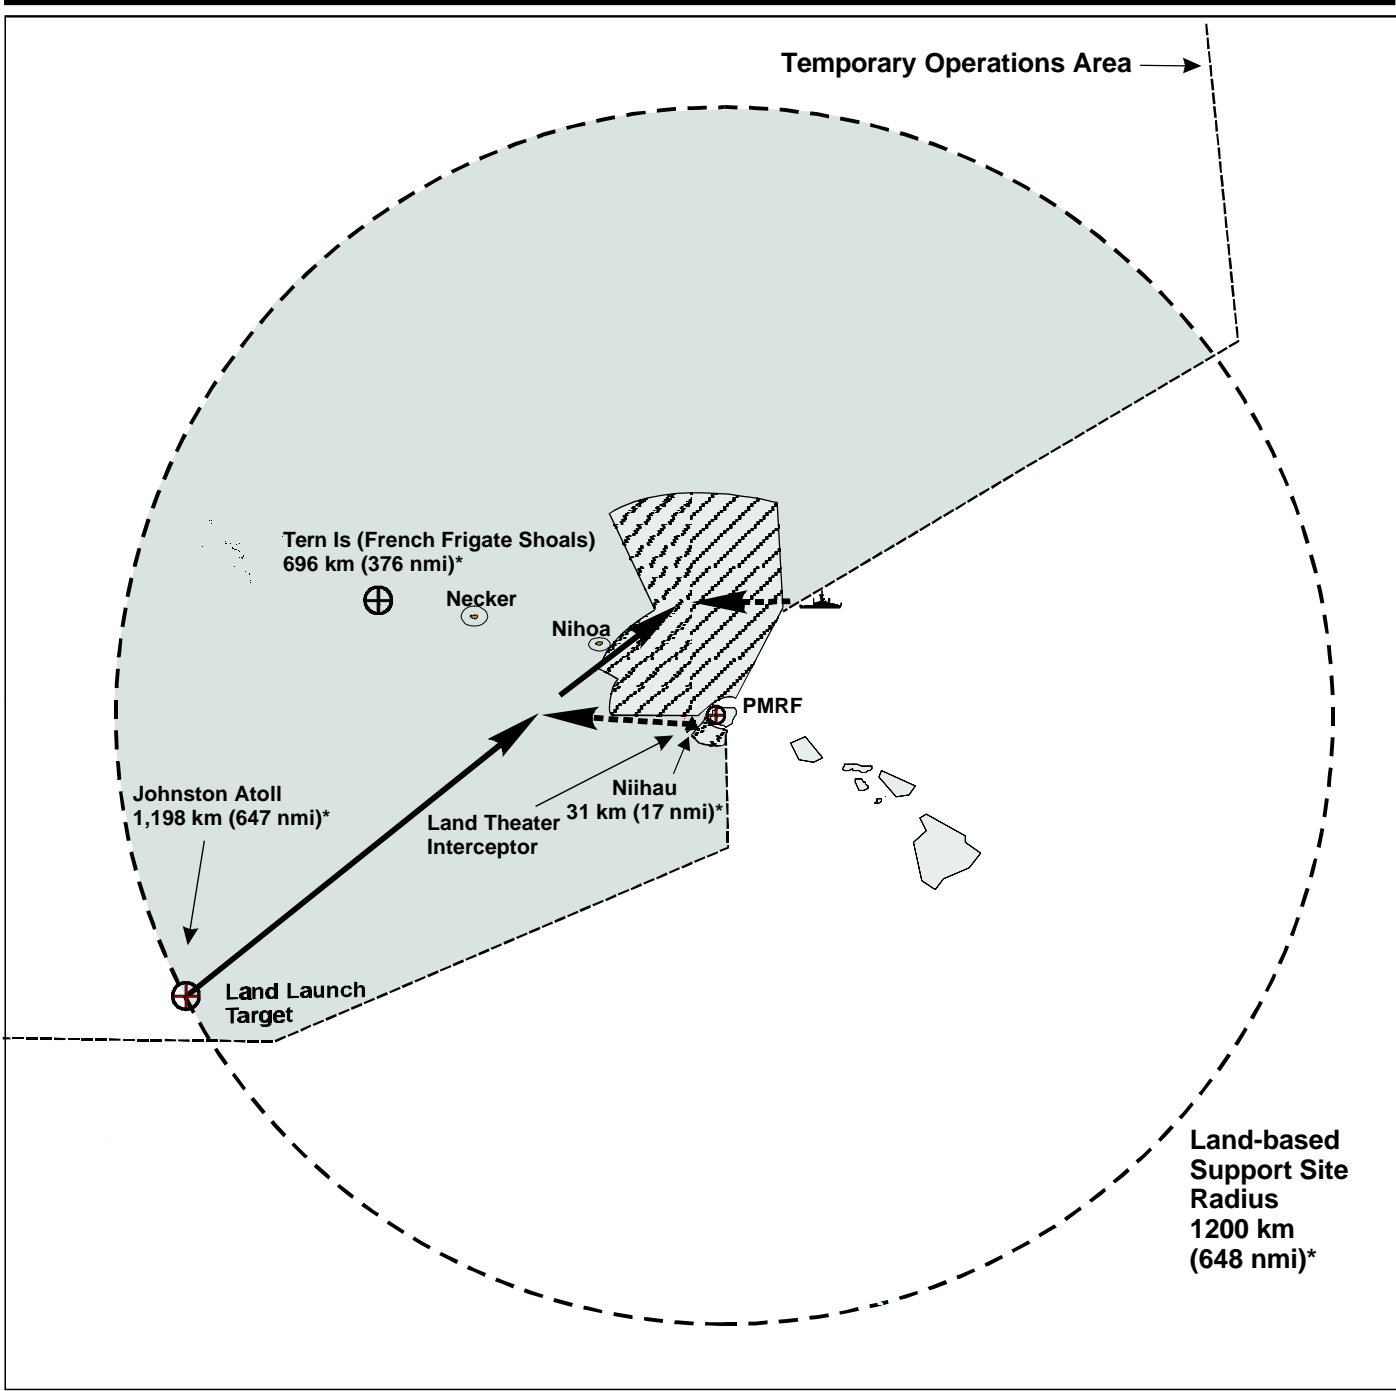 Temporary Operations Area
Tern Is (French Frigate Shoals)
696 km (376 nmi)*
Necker
Nihoa
PMRF
Johnston Atoll
1,198 km (647 nmi)*
Niihau
31 km (17 nmi)*
Land Theater
Interceptor
Land Launch
Target
Land-based
Support Site
Radius
1200 km
(648 nmi)*